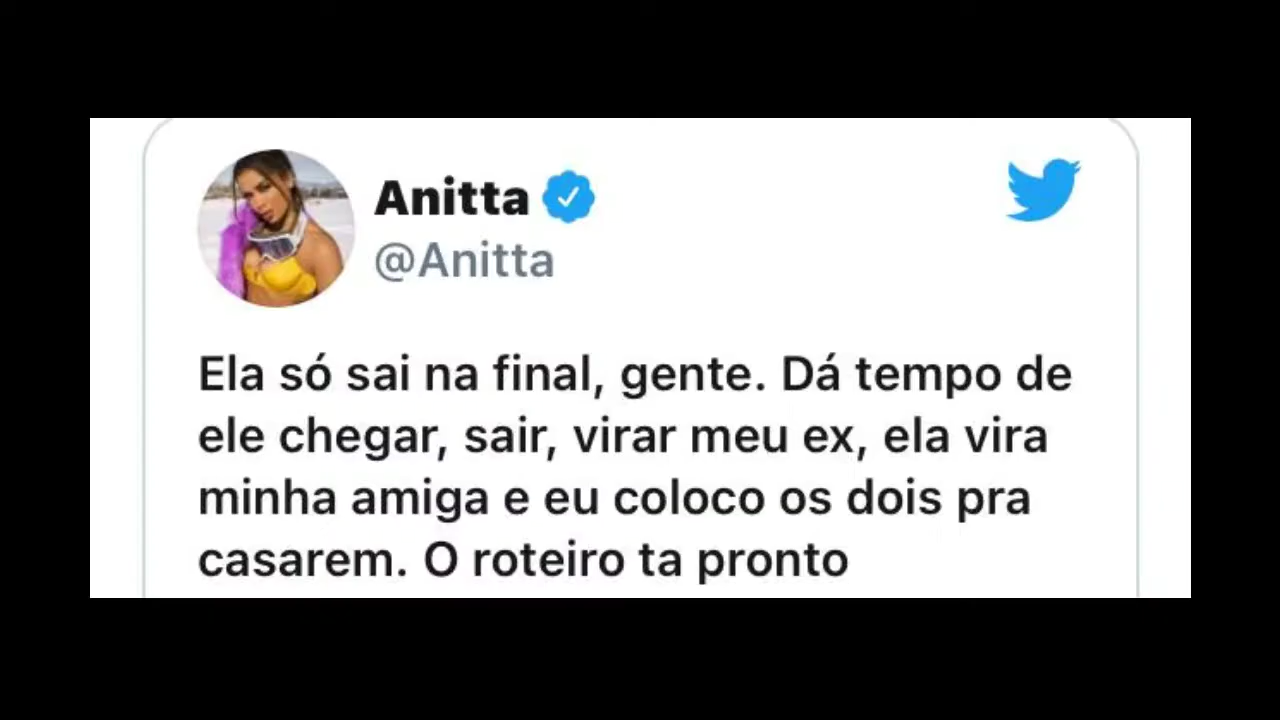 Anitta
@Anitta
Ela só sai na final, gente. Dá tempo de
ele chegar, sair, virar meu ex, ela vira
minha amiga e eu coloco os dois pra
casarem. O roteiro ta pronto